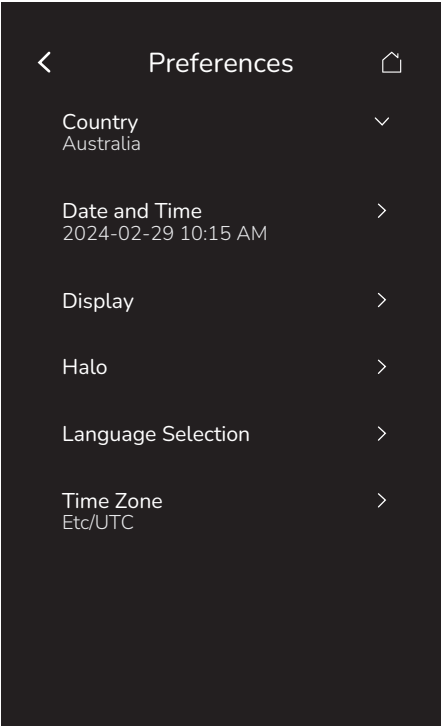 Preferences
Country
Australia
Date and Time
2024-02-29 10:15 AM
Display
Halo
Language Selection
Time Zone
Etc/UTC